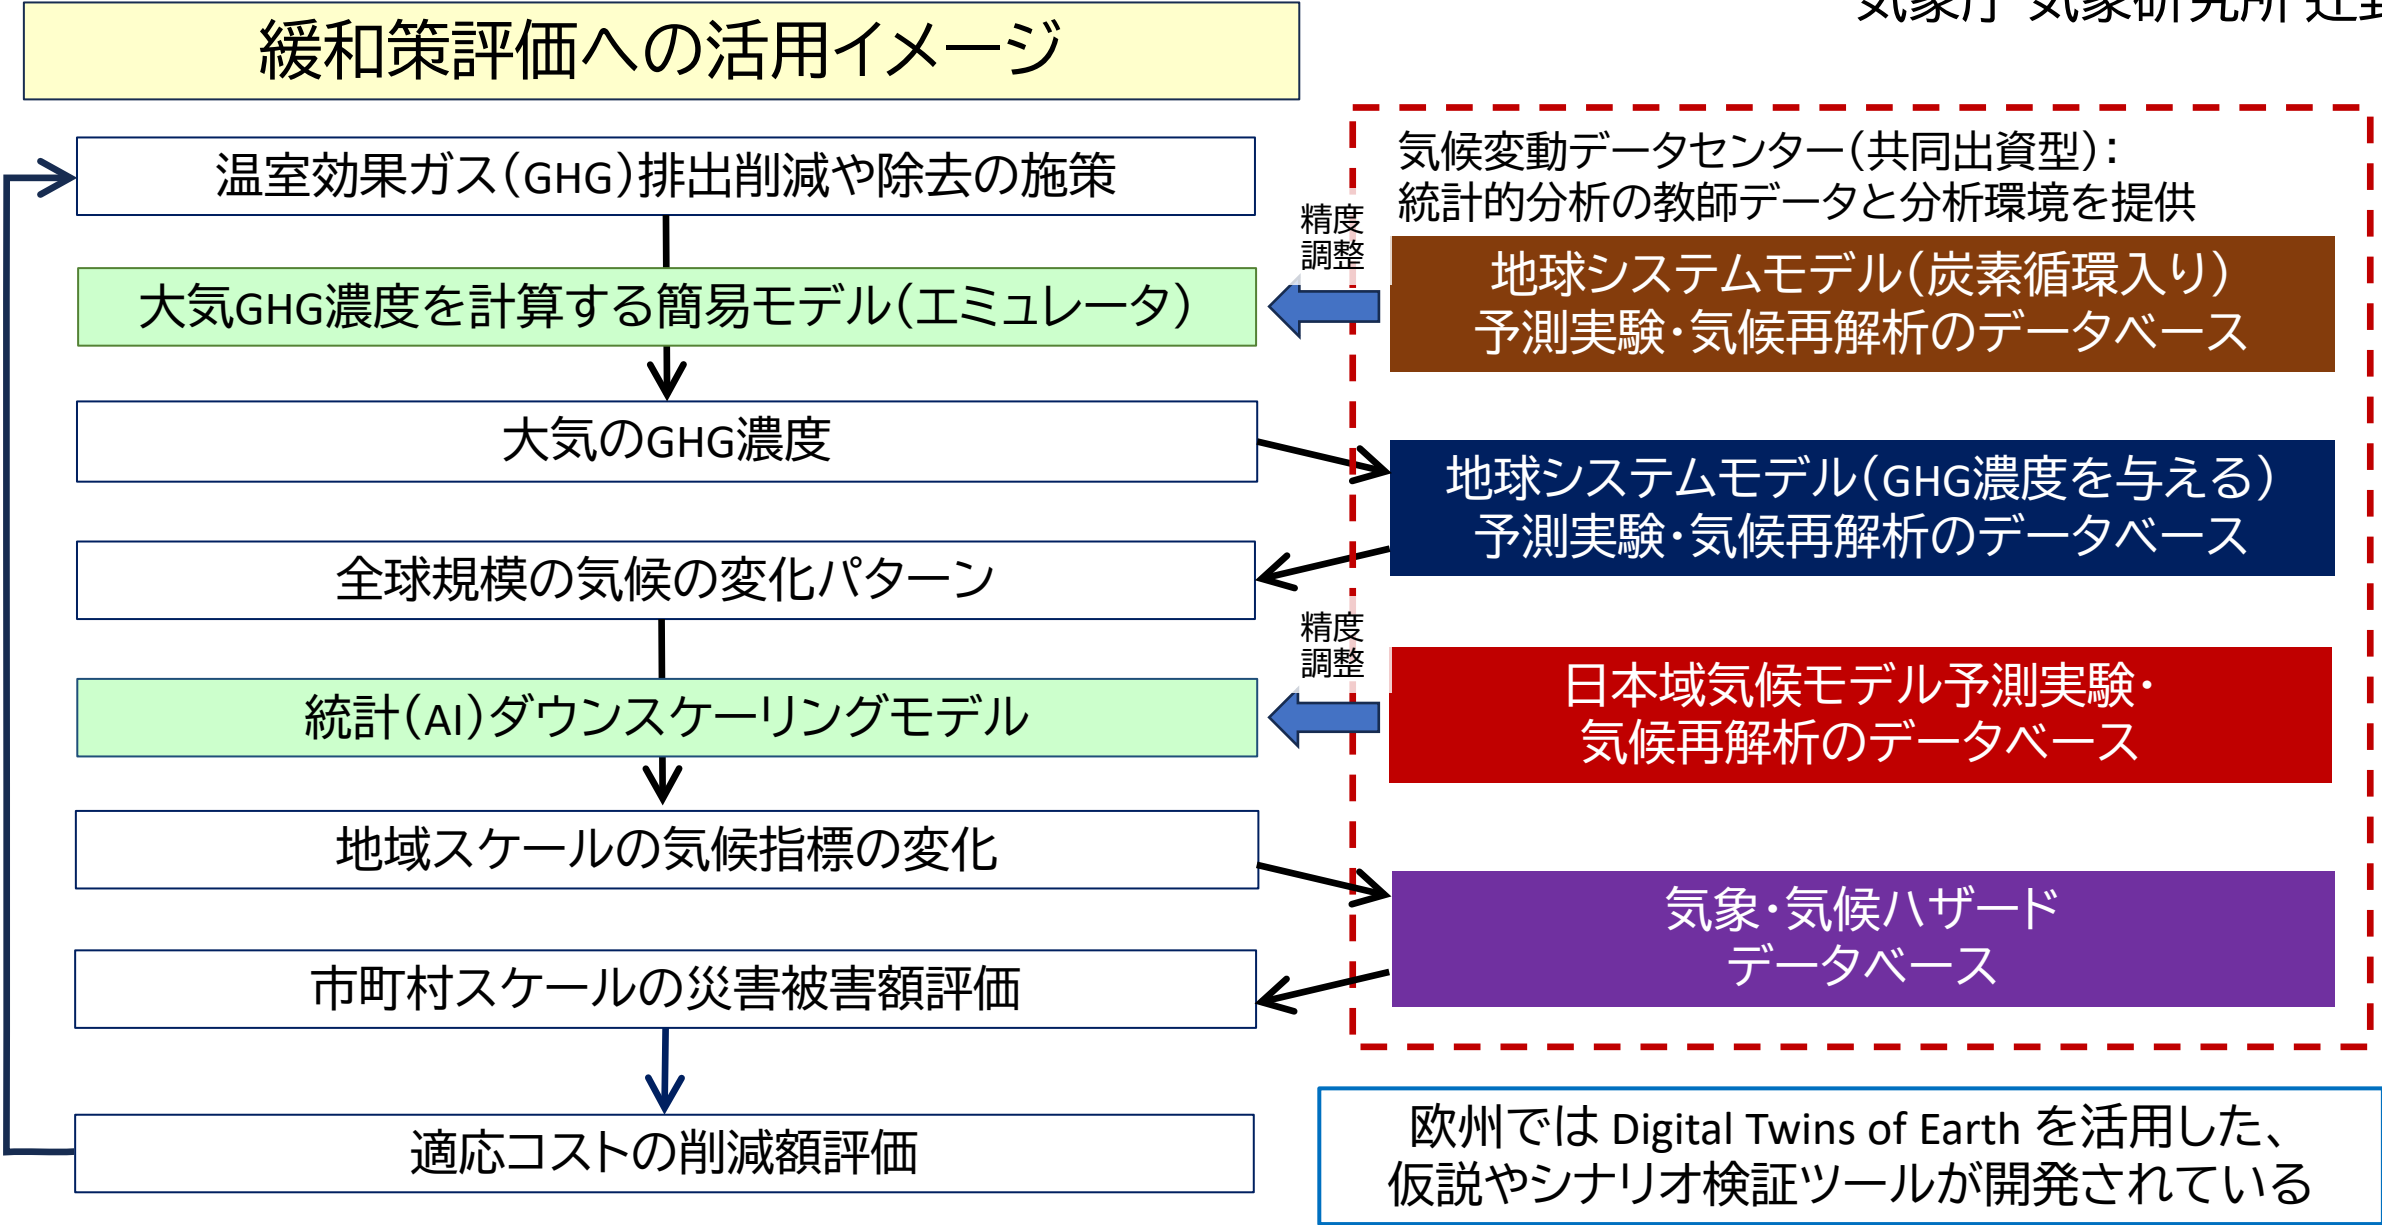 緩和策評価への活用イメージ
気象庁 気象研究所 辻
温室効果ガス(GHG)排出削減や除去の施策
大気GHG濃度を計算する簡易モデル(エミュレータ)
大気のGHG濃度
全球規模の気候の変化パターン
統計(AI)ダウンスケーリングモデル
地域スケールの気候指標の変化
市町村スケールの災害被害額評価
適応コストの削減額評価
精度
調整
精度
調整
気候変動データセンター(共同出資型):
統計的分析の教師データと分析環境を提供
地球システムモデル(炭素循環入り)
予測実験・気候再解析のデータベース
地球システムモデル(GHG濃度を与える)
予測実験・気候再解析のデータベース
日本域気候モデル予測実験・
気候再解析のデータベース
気象・気候ハザード
データベース
欧州では Digital Twins of Earth を活用した、
仮説やシナリオ検証ツールが開発されている